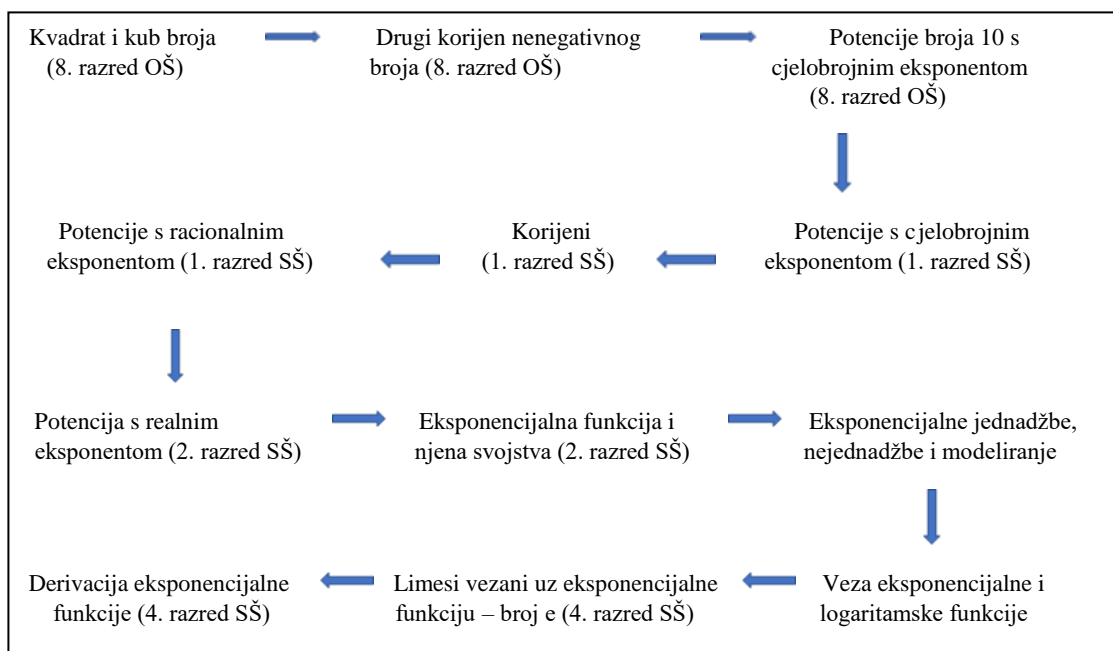 Kvadrat i kub broja
(8. razred OŠ)
Drugi korijen nenegativnog
broja (8. razred OŠ)
Potencije broja 10 s
cjelobrojnim eksponentom
(8. razred OŠ)
Potencije s racionalnim
eksponentom (1. razred SŠ)
Korijeni
(1. razred SŠ)
Potencije s cjelobrojnim
eksponentom (1. razred SŠ)
Potencija s realnim
eksponentom (2. razred SŠ)
Eksponencijalna funkcija i
njena svojstva (2. razred SŠ)
Eksponencijalne jednadžbe,
nejednadžbe i modeliranje
Derivacija eksponencijalne
funkcije (4. razred SŠ)
Limesi vezani uz eksponencijalne
funkciju – broj e (4. razred SŠ)
Veza eksponencijalne i
logaritamske funkcije